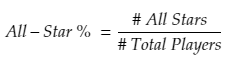 All – Star % = # All Stars / # Total Players